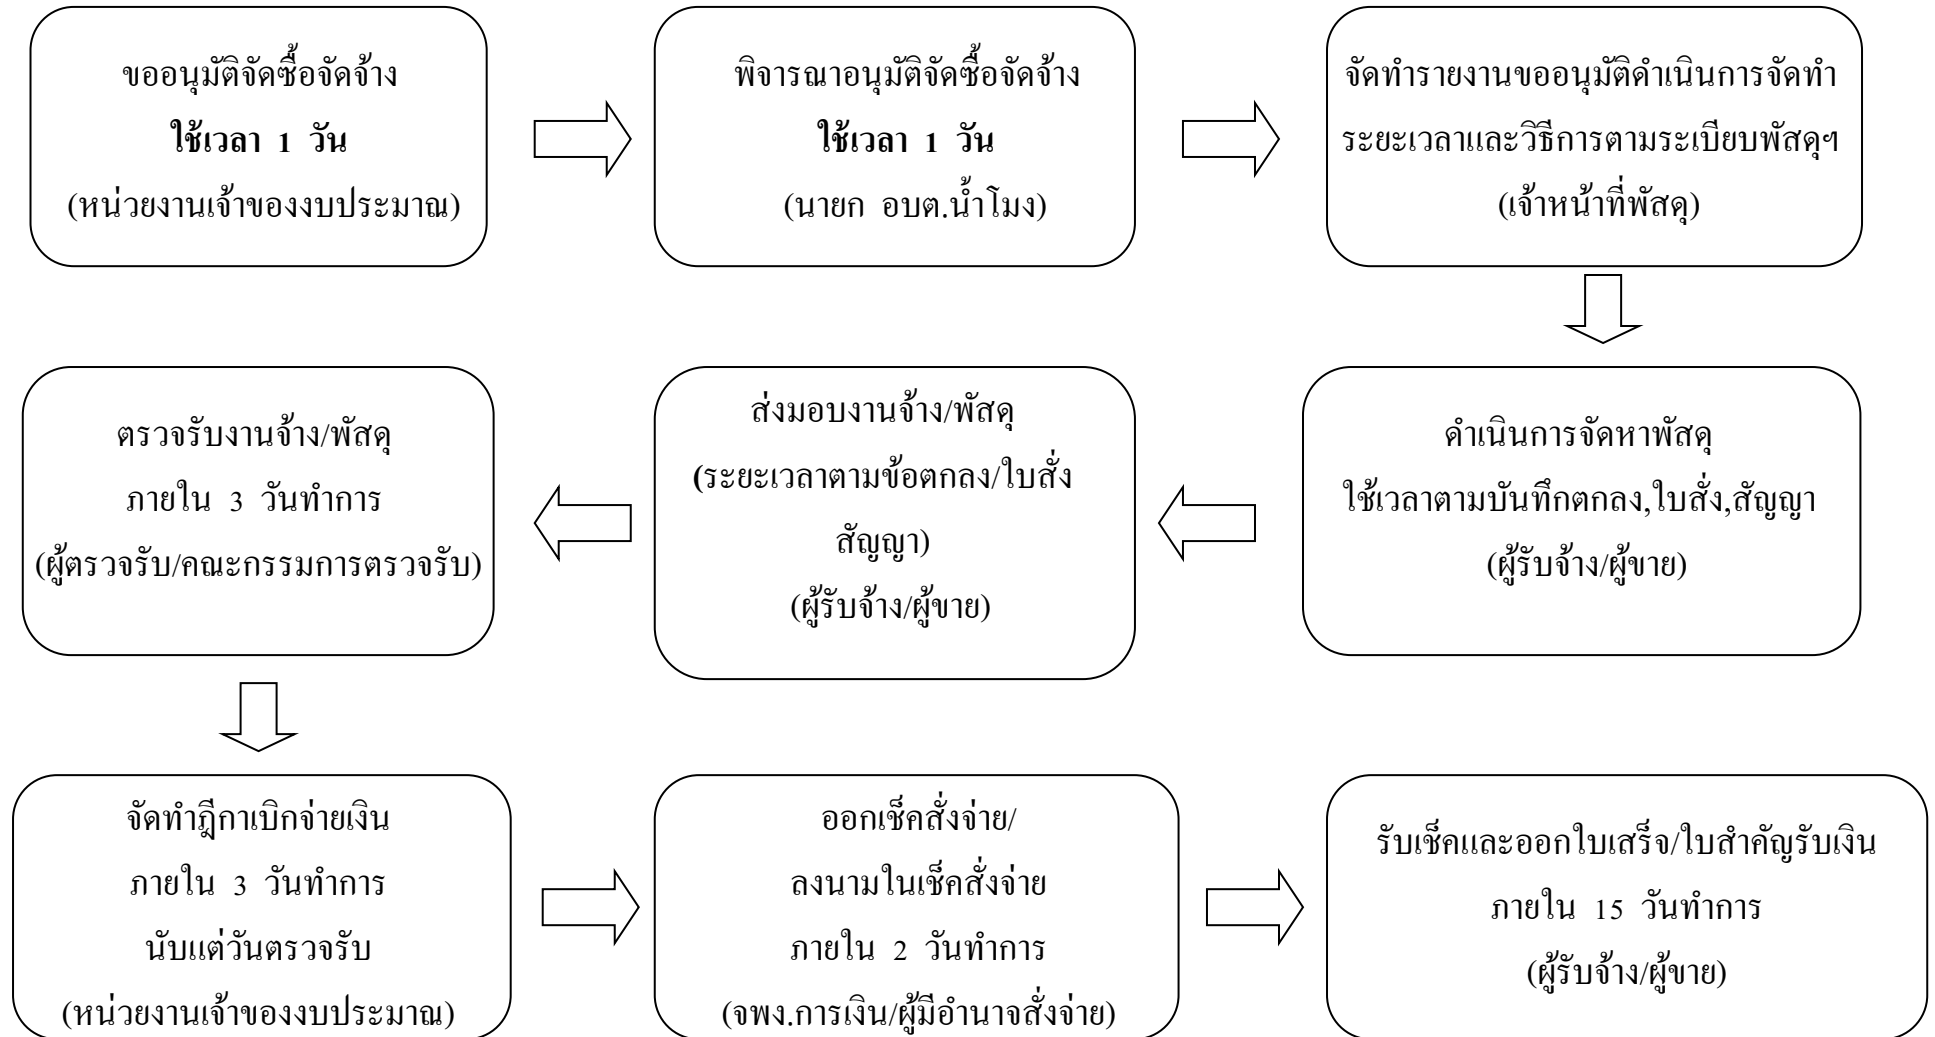 ขออนุมัติจัดซื้อจัดจ้าง
ใช้เวลา 1 วัน
(หน่วยงานเจ้าของงบประมาณ)
พิจารณาอนุมัติจัดซื้อจัดจ้าง
ใช้เวลา 1 วัน
(นายก อบต.น้ำโมง)
จัดทำรายงานขออนุมัติดำเนินการจัดทำ
ระยะเวลาและวิธีการตามระเบียบพัสดุฯ
(เจ้าหน้าที่พัสดุ)
ดำเนินการจัดหาพัสดุ
ใช้เวลาตามบันทึกตกลง,ใบสั่ง,สัญญา
(ผู้รับจ้าง/ผู้ขาย)
ส่งมอบงานจ้าง/พัสดุ
(ระยะเวลาตามข้อตกลง/ใบสั่ง
สัญญา)
(ผู้รับจ้าง/ผู้ขาย)
ตรวจรับงานจ้าง/พัสดุ
ภายใน 3 วันทำการ
(ผู้ตรวจรับ/คณะกรรมการตรวจรับ)
จัดทำฎีกาเบิกจ่ายเงิน
ภายใน 3 วันทำการ
นับแต่วันตรวจรับ
(หน่วยงานเจ้าของงบประมาณ)
ออกเช็คสั่งจ่าย/
ลงนามในเช็คสั่งจ่าย
ภายใน 2 วันทำการ
(จพง.การเงิน/ผู้มีอำนาจสั่งจ่าย)
รับเช็คและออกใบเสร็จ/ใบสำคัญรับเงิน
ภายใน 15 วันทำการ
(ผู้รับจ้าง/ผู้ขาย)